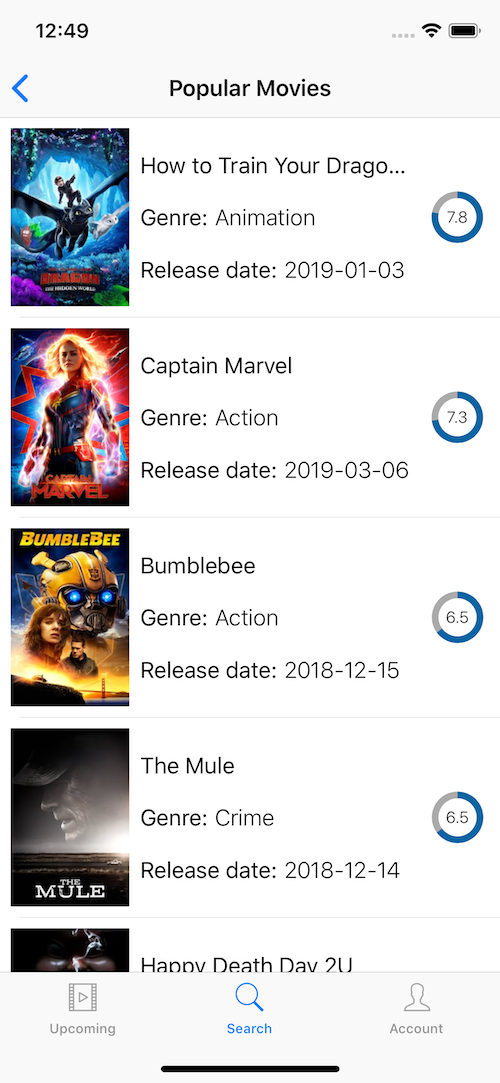 12:49
Popular Movies
How to Train Your Drago...
Genre: Animation
7.8
Release date: 2019-01-03
DRAGON
THE HIDDEN WORLD
Captain Marvel
Genre: Action
7.3
Release date: 2019-03-06
CAPTAIN
MARVEL
BUMBLEBEE
Bumblebee
Genre: Action
6.5
Release date: 2018-12-15
The Mule
Genre: Crime
6.5
Release date: 2018-12-14
THE
MULE
Happy Death Day 2U
Upcoming
Search
Account